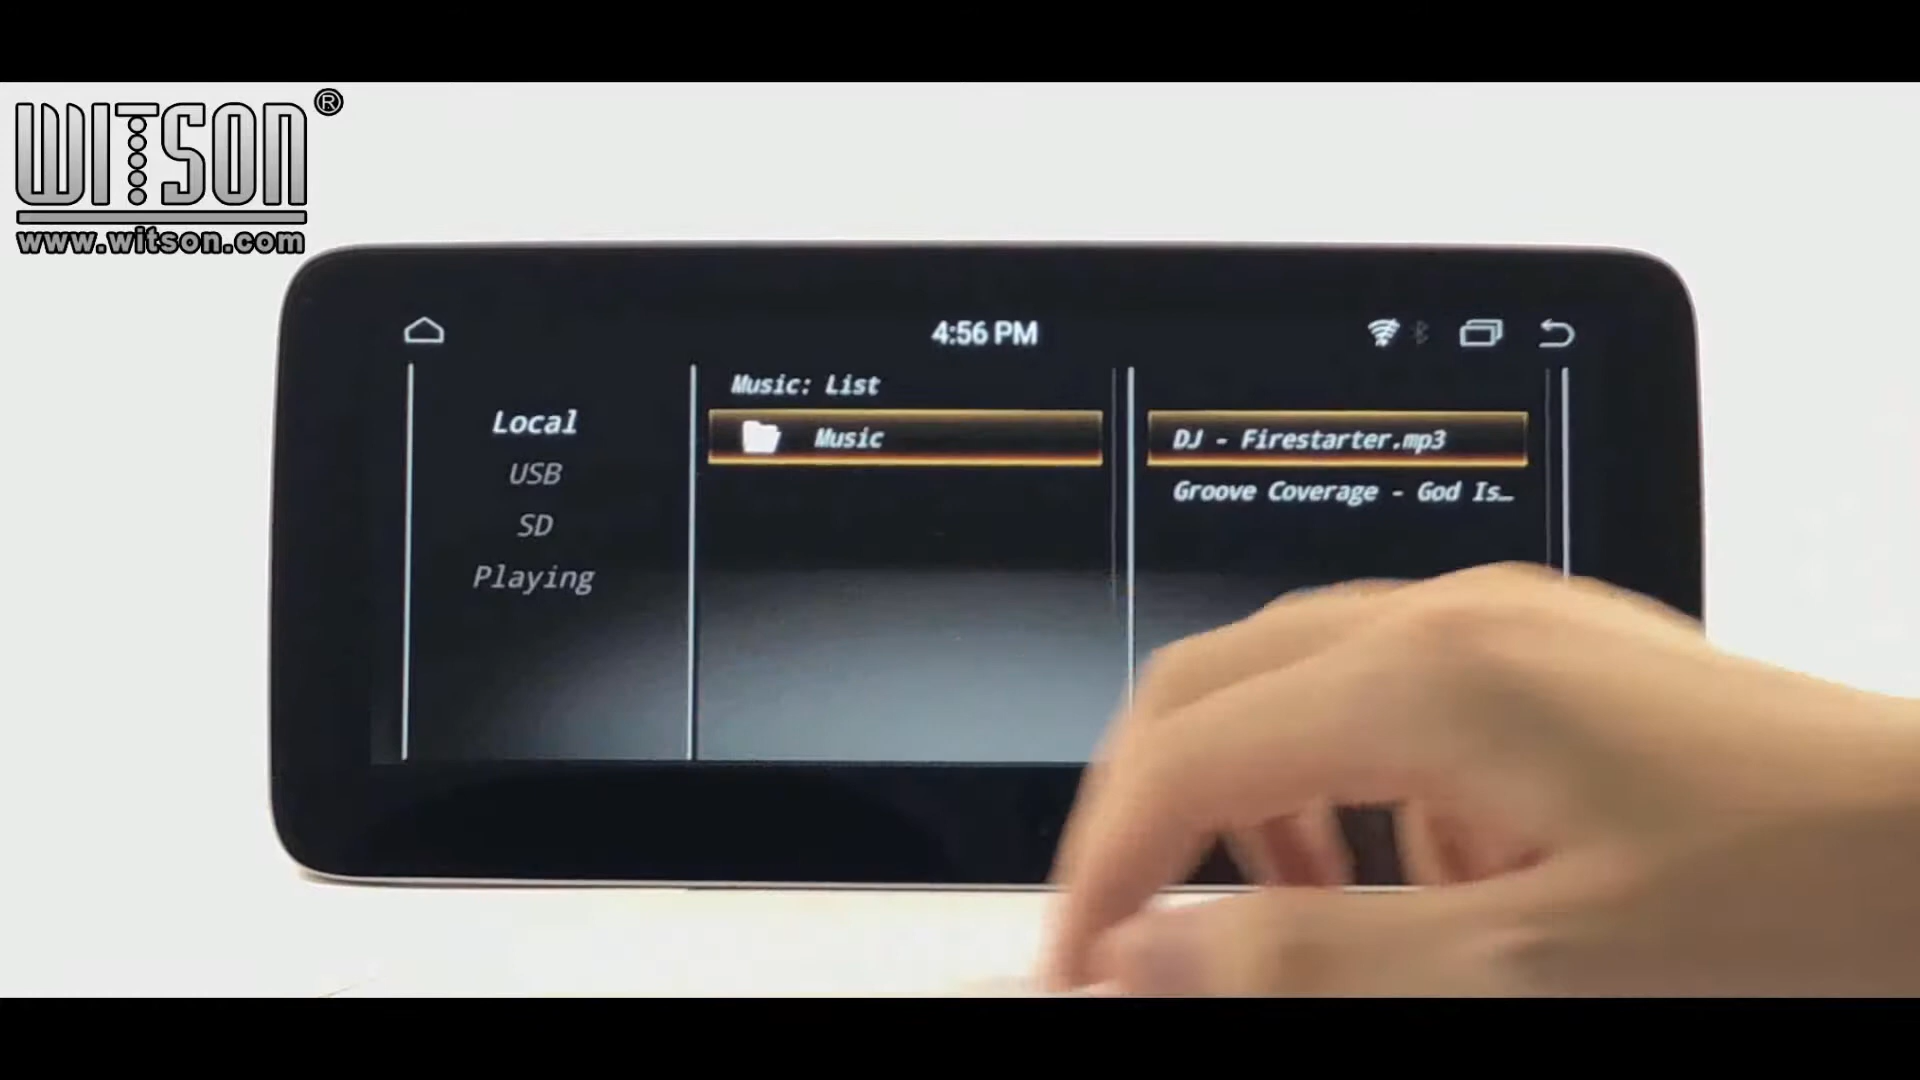 WITSON®
www.witson.com
4:56 PM
Music: List
Local
USB
SD
Playing
Music
DJ - Firestarter.mp3
Groove Coverage - God Is…